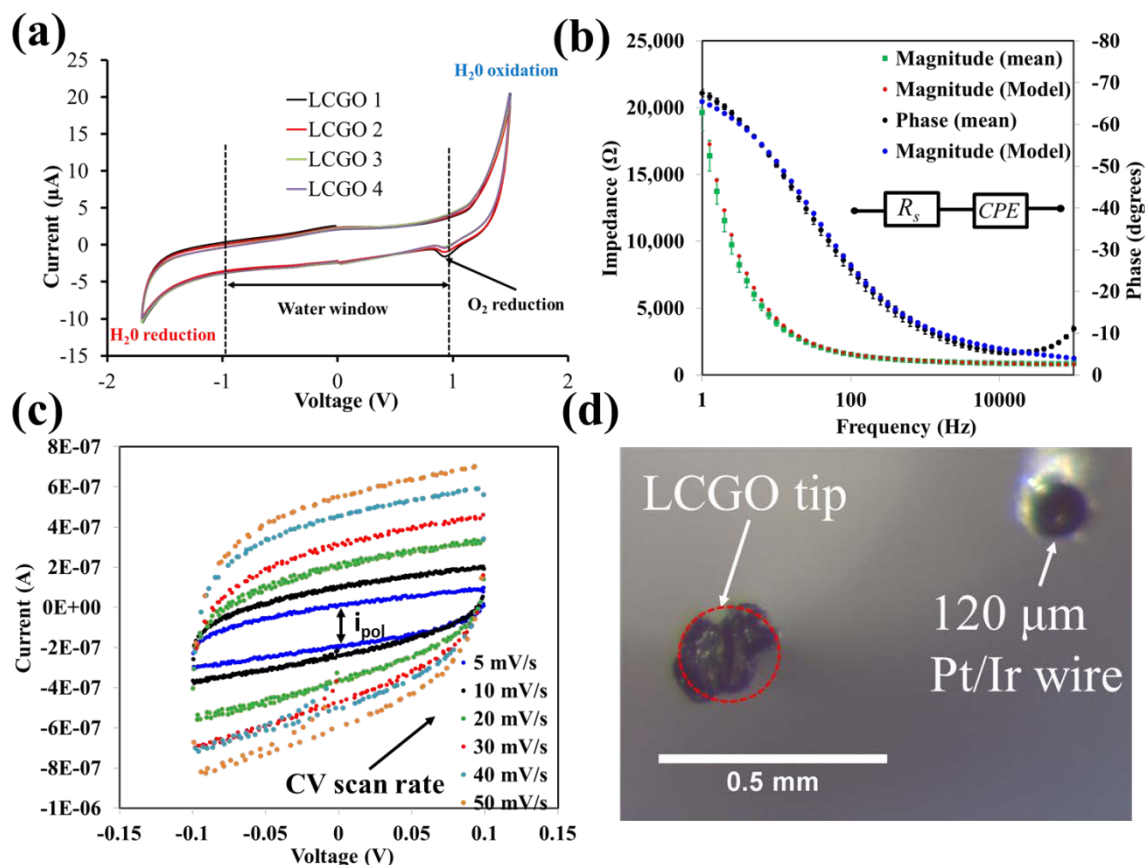 (a)
H₂0 oxidation
25
20
15
10
5
0
-5
-10
-15
Current (µA)
LCGO 1
LCGO 2
LCGO 3
LCGO 4
Water window
O₂ reduction
H₂0 reduction
-2
-1
0
1
2
Voltage (V)
(b)
25,000
20,000
15,000
10,000
5,000
0
Impedance (Ω)
Magnitude (mean)
Magnitude (Model)
Phase (mean)
Magnitude (Model)
Rₛ
CPE
-80
-70
-60
-50
-40
-30
-20
-10
0
Phase (degrees)
1
100
10000
Frequency (Hz)
(c)
8E-07
6E-07
4E-07
2E-07
0E+00
-2E-07
-4E-07
-6E-07
-8E-07
-1E-06
Current (A)
i_pol
5 mV/s
10 mV/s
20 mV/s
30 mV/s
40 mV/s
50 mV/s
CV scan rate
-0.15
-0.1
-0.05
0
0.05
0.1
0.15
Voltage (V)
(d)
LCGO tip
120 µm
Pt/Ir wire
0.5 mm